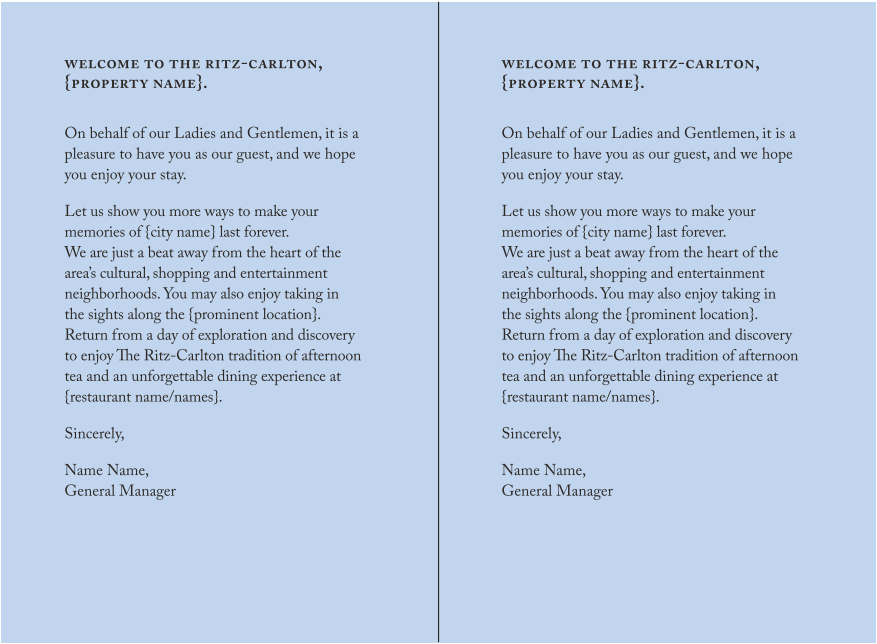 WELCOME TO THE RITZ-CARLTON,
{PROPERTY NAME}.
On behalf of our Ladies and Gentlemen, it is a
pleasure to have you as our guest, and we hope
you enjoy your stay.
Let us show you more ways to make your
memories of {city name} last forever.
We are just a beat away from the heart of the
area’s cultural, shopping and entertainment
neighborhoods. You may also enjoy taking in
the sights along the {prominent location}.
Return from a day of exploration and discovery
to enjoy The Ritz-Carlton tradition of afternoon
tea and an unforgettable dining experience at
{restaurant name/names}.
Sincerely,
Name Name,
General Manager
WELCOME TO THE RITZ-CARLTON,
{PROPERTY NAME}.
On behalf of our Ladies and Gentlemen, it is a
pleasure to have you as our guest, and we hope
you enjoy your stay.
Let us show you more ways to make your
memories of {city name} last forever.
We are just a beat away from the heart of the
area’s cultural, shopping and entertainment
neighborhoods. You may also enjoy taking in
the sights along the {prominent location}.
Return from a day of exploration and discovery
to enjoy The Ritz-Carlton tradition of afternoon
tea and an unforgettable dining experience at
{restaurant name/names}.
Sincerely,
Name Name,
General Manager